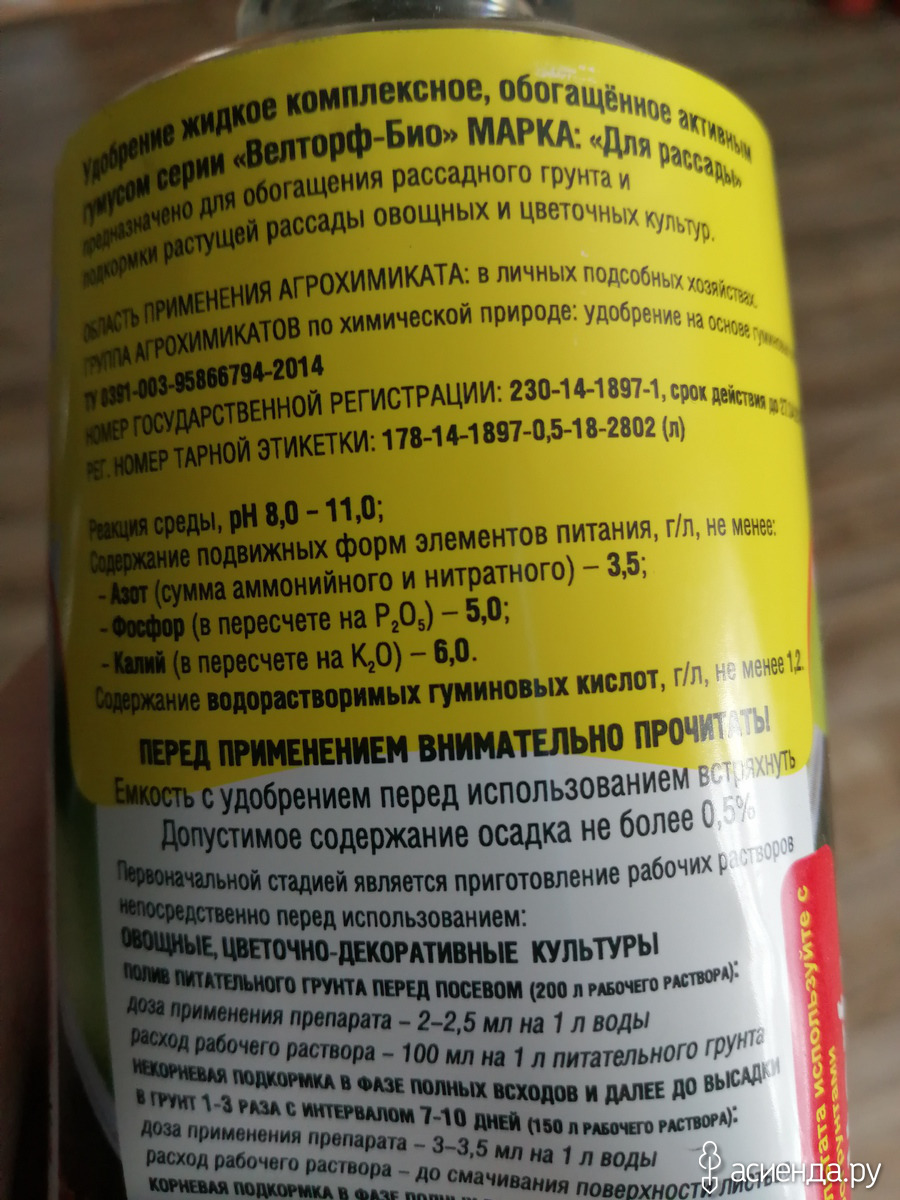 Удобрение жидкое комплексное, обогащённое активным
гумусом серии «Велторф-Био» МАРКА: «Для рассады»
предназначено для обогащения рассадного грунта и
подкормки растущей рассады овощных и цветочных культур.
ОБЛАСТЬ ПРИМЕНЕНИЯ АГРОХИМИКАТА: в личных подсобных хозяйствах.
ГРУППА АГРОХИМИКАТОВ по химической природе: удобрение на основе
ТУ 0391-003-95866794-2014
НОМЕР ГОСУДАРСТВЕННОЙ РЕГИСТРАЦИИ: 230-14-1897-1, срок действия до
РЕГ. НОМЕР ТАРНОЙ ЭТИКЕТКИ: 178-14-1897-0,5-18-2802 (л)
Реакция среды, pH 8,0 – 11,0;
Содержание подвижных форм элементов питания, г/л, не менее:
- Азот (сумма аммонийного и нитратного) – 3,5;
- Фосфор (в пересчете на P₂O₅) – 5,0;
- Калий (в пересчете на K₂O) – 6,0.
Содержание водорастворимых гуминовых кислот, г/л, не менее 1,2.
ПЕРЕД ПРИМЕНЕНИЕМ ВНИМАТЕЛЬНО ПРОЧИТАТЬ!
Емкость с удобрением перед использованием встряхнуть
Допустимое содержание осадка не более 0,5%
Первоначальной стадией является приготовление рабочих растворов
непосредственно перед использованием:
ОВОЩНЫЕ, ЦВЕТОЧНО-ДЕКОРАТИВНЫЕ КУЛЬТУРЫ
ПОЛИВ ПИТАТЕЛЬНОГО ГРУНТА ПЕРЕД ПОСЕВОМ (200 Л РАБОЧЕГО РАСТВОРА):
доза применения препарата – 2–2,5 мл на 1 л воды
расход рабочего раствора – 100 мл на 1 л питательного грунта
НЕКОРНЕВАЯ ПОДКОРМКА В ФАЗЕ ПОЛНЫХ ВСХОДОВ И ДАЛЕЕ ДО ВЫСАДКИ
В ГРУНТ 1-3 РАЗА С ИНТЕРВАЛОМ 7-10 ДНЕЙ (150 Л РАБОЧЕГО РАСТВОРА):
доза применения препарата – 3–3,5 мл на 1 л воды
расход рабочего раствора – до смачивания поверхности
КОРНЕВАЯ ПОДКОРМКА В ФАЗЕ
используйте с
асиенда.ру